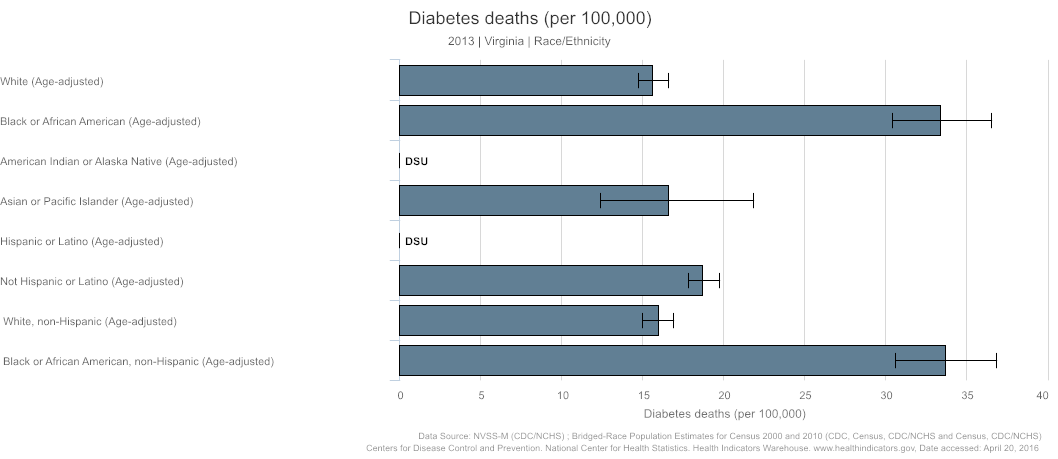 Diabetes deaths (per 100,000)
2013 | Virginia | Race/Ethnicity
White (Age-adjusted)
Black or African American (Age-adjusted)
American Indian or Alaska Native (Age-adjusted)
DSU
Asian or Pacific Islander (Age-adjusted)
Hispanic or Latino (Age-adjusted)
DSU
Not Hispanic or Latino (Age-adjusted)
White, non-Hispanic (Age-adjusted)
Black or African American, non-Hispanic (Age-adjusted)
0 5 10 15 20 25 30 35 40
Diabetes deaths (per 100,000)
Data Source: NVSS-M (CDC/NCHS) ; Bridged-Race Population Estimates for Census 2000 and 2010 (CDC, Census, CDC/NCHS and Census, CDC/NCHS)
Centers for Disease Control and Prevention. National Center for Health Statistics. Health Indicators Warehouse. www.healthindicators.gov, Date accessed: April 20, 2016